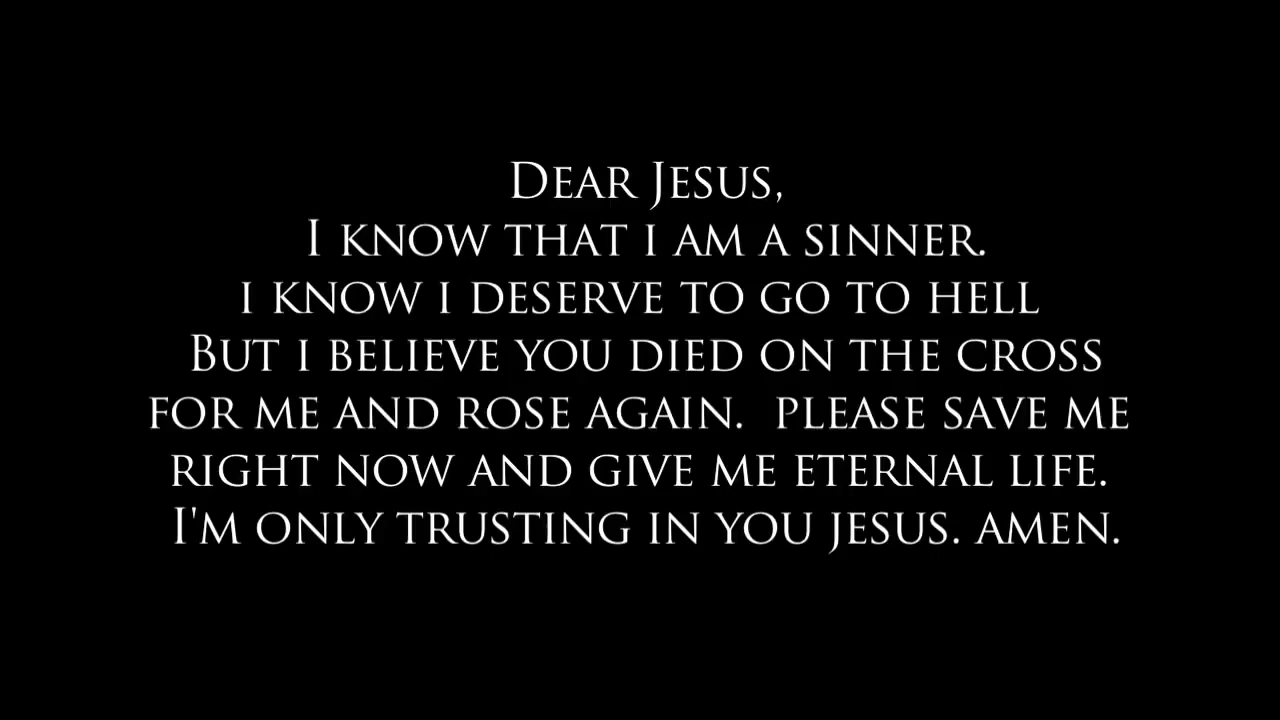 Dear Jesus,
I know that i am a sinner.
i know i deserve to go to hell
But i believe you died on the cross
for me and rose again.  please save me
right now and give me eternal life.
I'm only trusting in you jesus. amen.